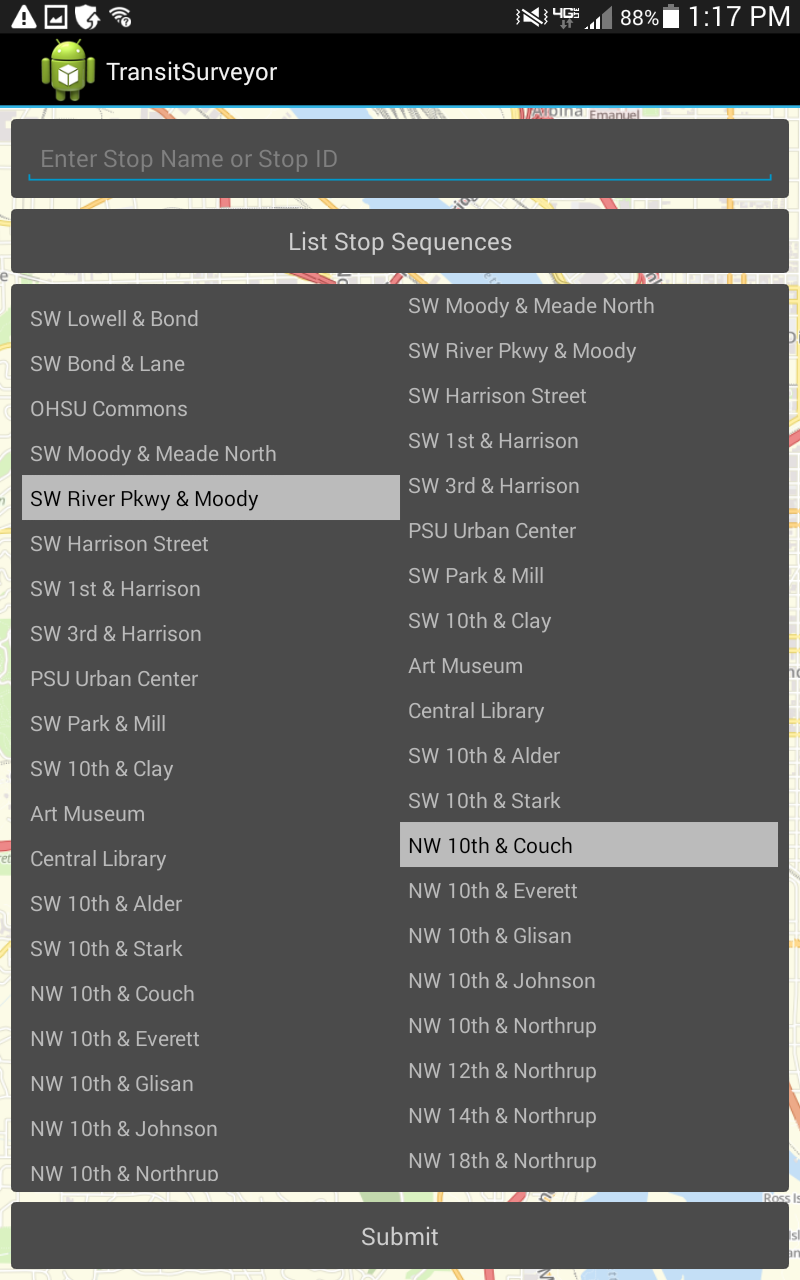 4G 88% 1:17 PM
TransitSurveyor
Emanuel
Enter Stop Name or Stop ID
List Stop Sequences
SW Lowell & Bond
SW Bond & Lane
OHSU Commons
SW Moody & Meade North
SW River Pkwy & Moody
SW Harrison Street
SW 1st & Harrison
SW 3rd & Harrison
PSU Urban Center
SW Park & Mill
SW 10th & Clay
Art Museum
Central Library
SW 10th & Alder
SW 10th & Stark
NW 10th & Couch
NW 10th & Everett
NW 10th & Glisan
NW 10th & Johnson
NW 10th & Northrup
SW Moody & Meade North
SW River Pkwy & Moody
SW Harrison Street
SW 1st & Harrison
SW 3rd & Harrison
PSU Urban Center
SW Park & Mill
SW 10th & Clay
Art Museum
Central Library
SW 10th & Alder
SW 10th & Stark
NW 10th & Couch
NW 10th & Everett
NW 10th & Glisan
NW 10th & Johnson
NW 10th & Northrup
NW 12th & Northrup
NW 14th & Northrup
NW 18th & Northrup
Ross Is
Submit